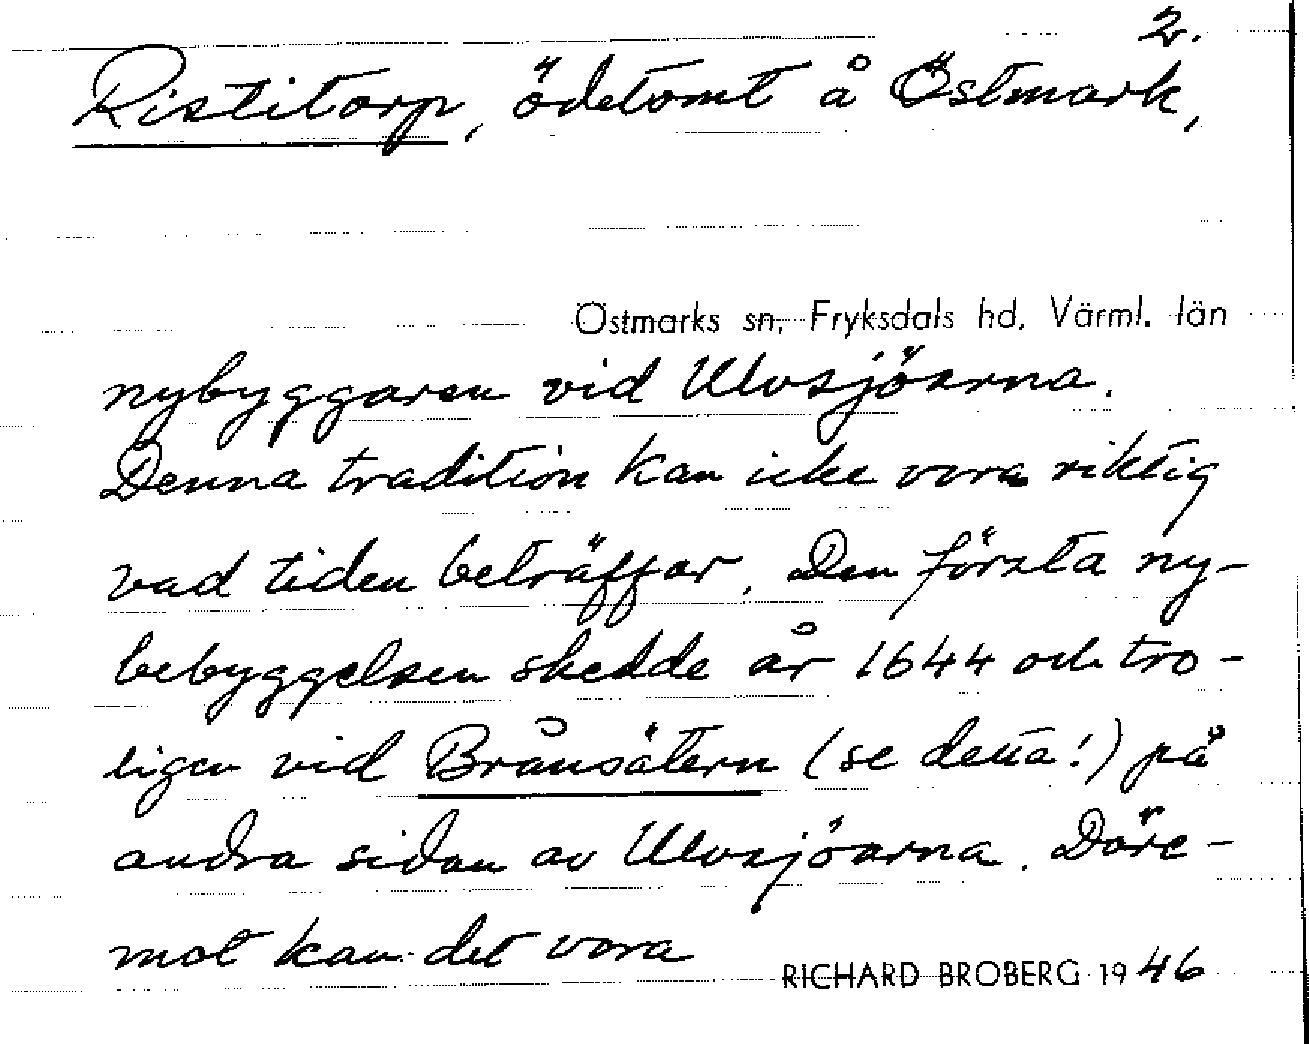 2.
Ristitorp, ödetomt å Östmark,
Östmarks sn, Fryksdals hd, Värml. län
nybyggaren vid Ulvsjöarna.
Denna tradition kan icke vara riktig
vad tiden beträffar. Den första ny-
bebyggelsen skedde år 1644 och tro-
ligen vid Brånsätern (se detta!) på
andra sidan av Ulvsjöarna. Däre-
mot kan det vara
RICHARD BROBERG 1946